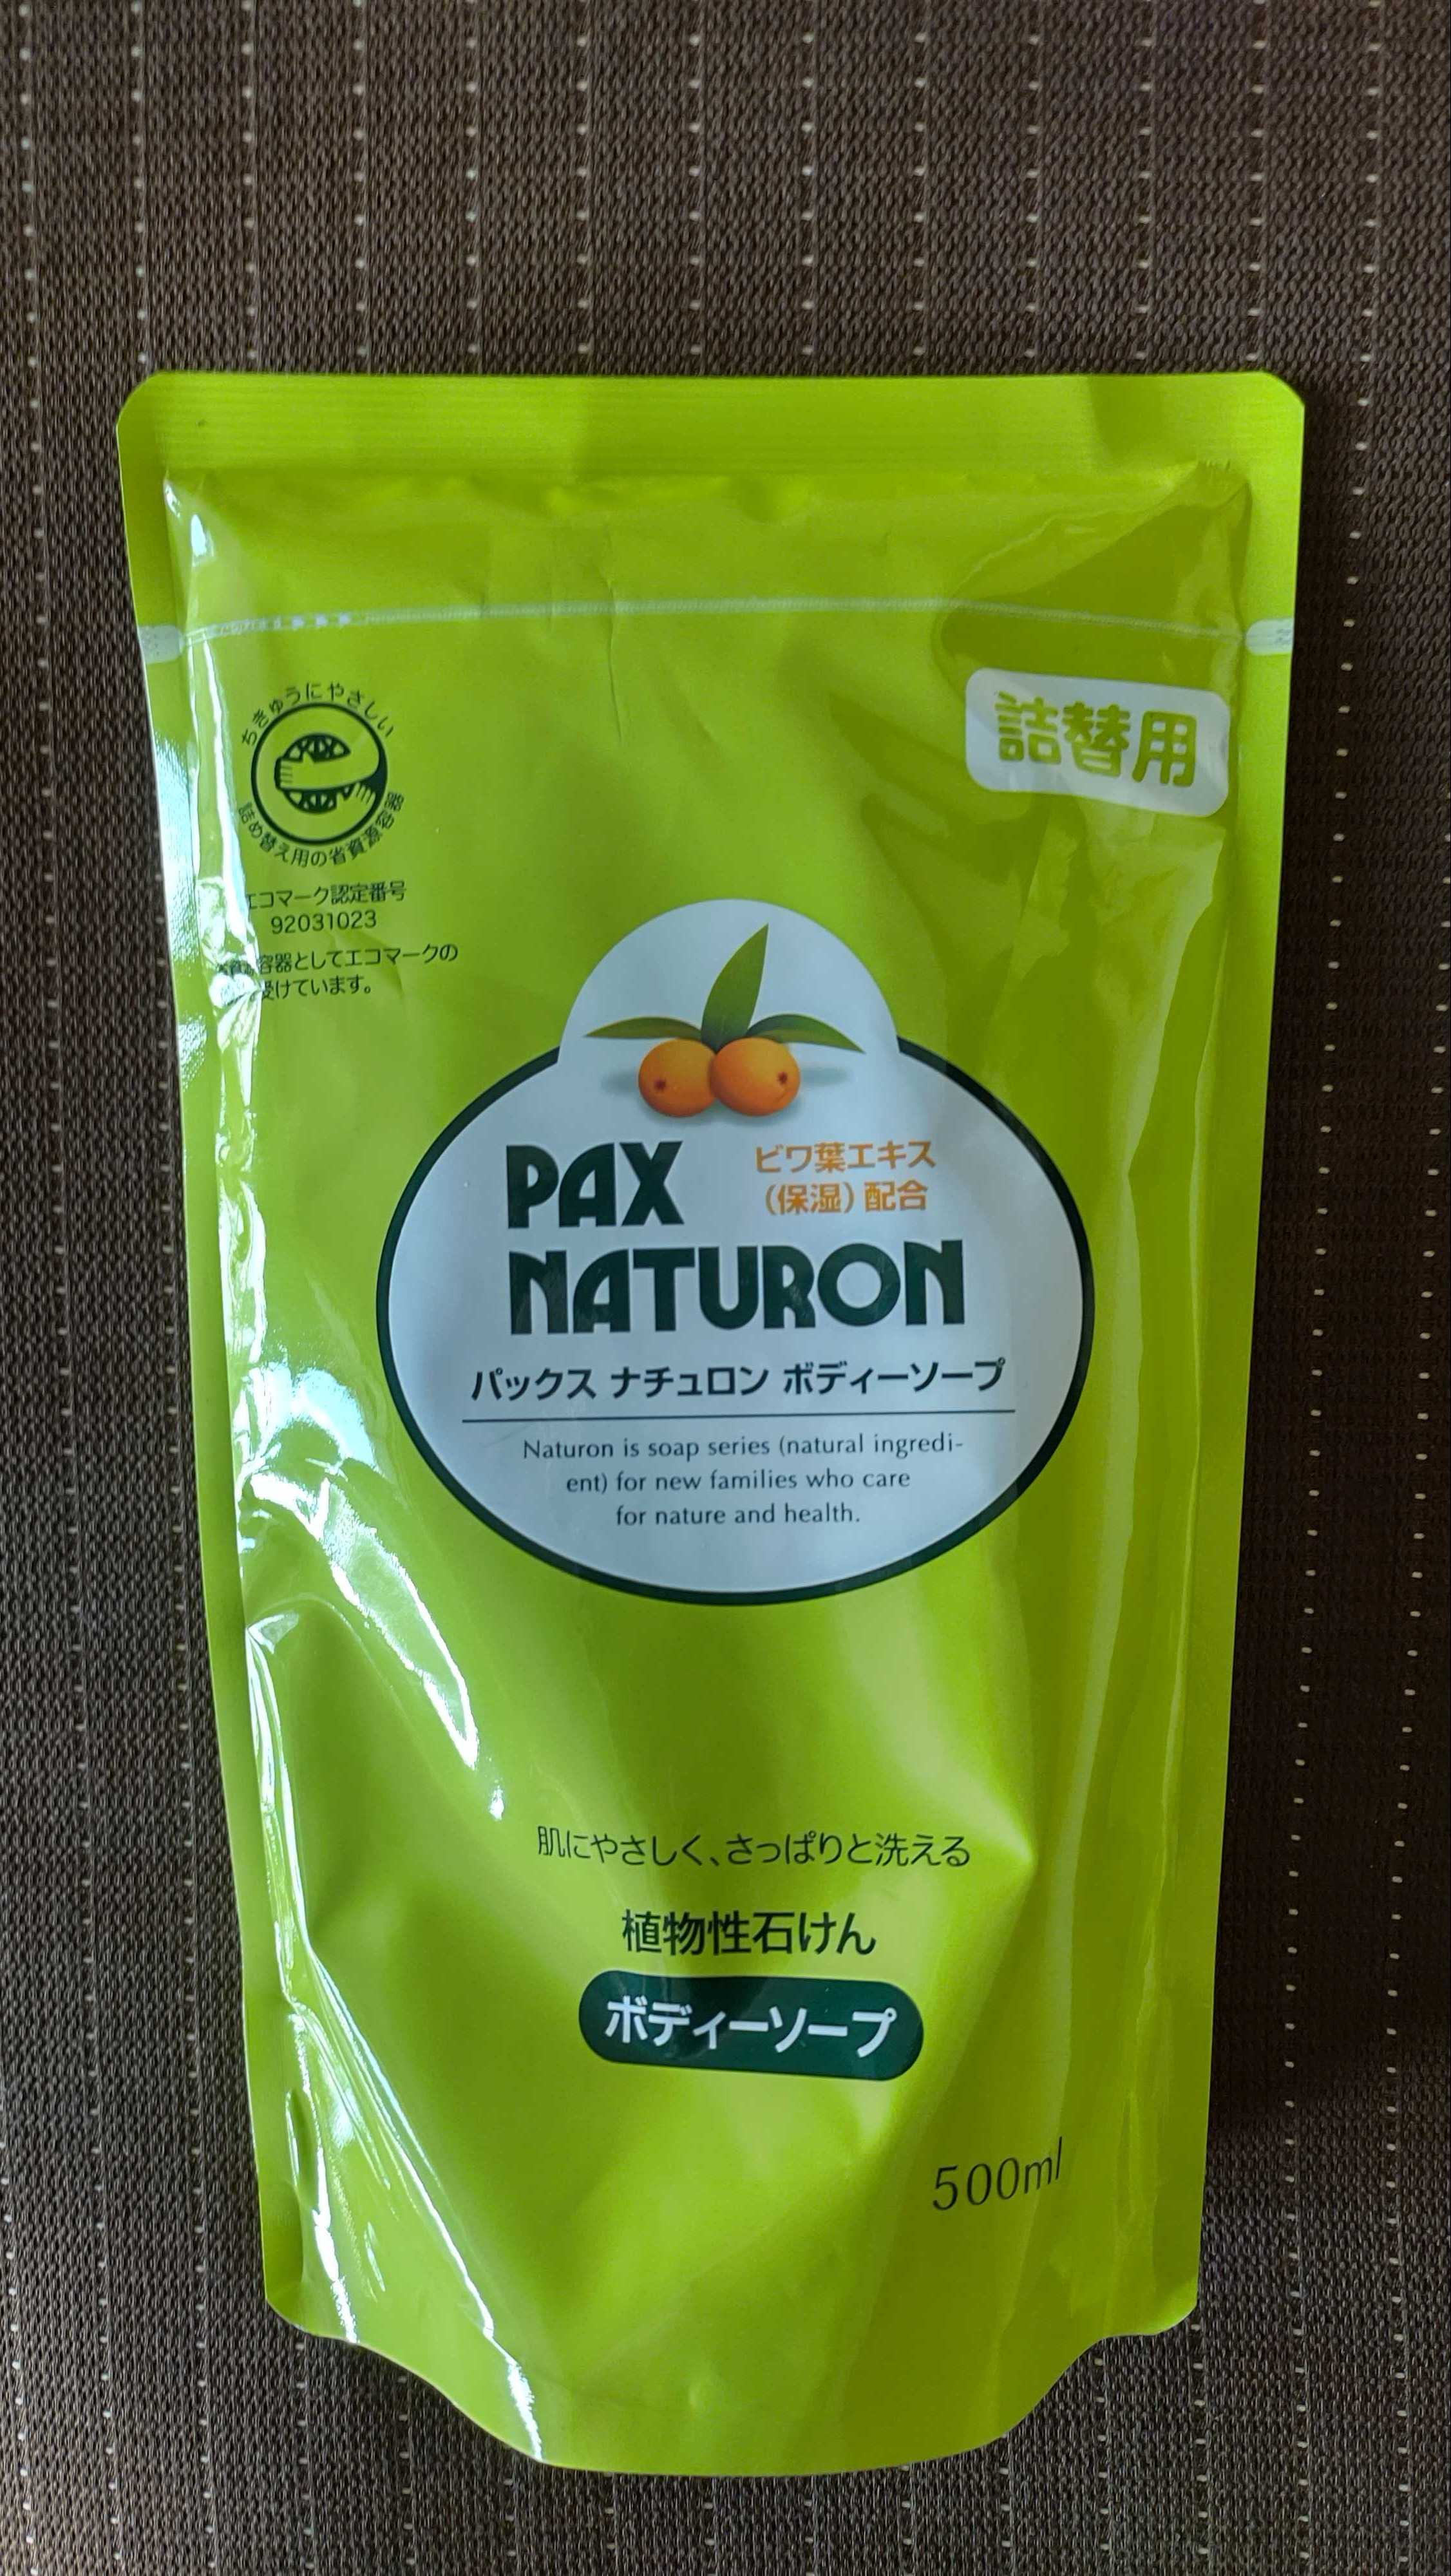 ちきゅうにやさしい
詰め替え用の省資源容器
エコマーク認定番号
92031023
容器としてエコマークの
受けています。
詰替用
PAX
ビワ葉エキス
(保湿)配合
NATURON
パックス ナチュロン ボディーソープ
Naturon is soap series (natural ingredi-
ent) for new families who care
for nature and health.
肌にやさしく、さっぱりと洗える
植物性石けん
ボディーソープ
500ml